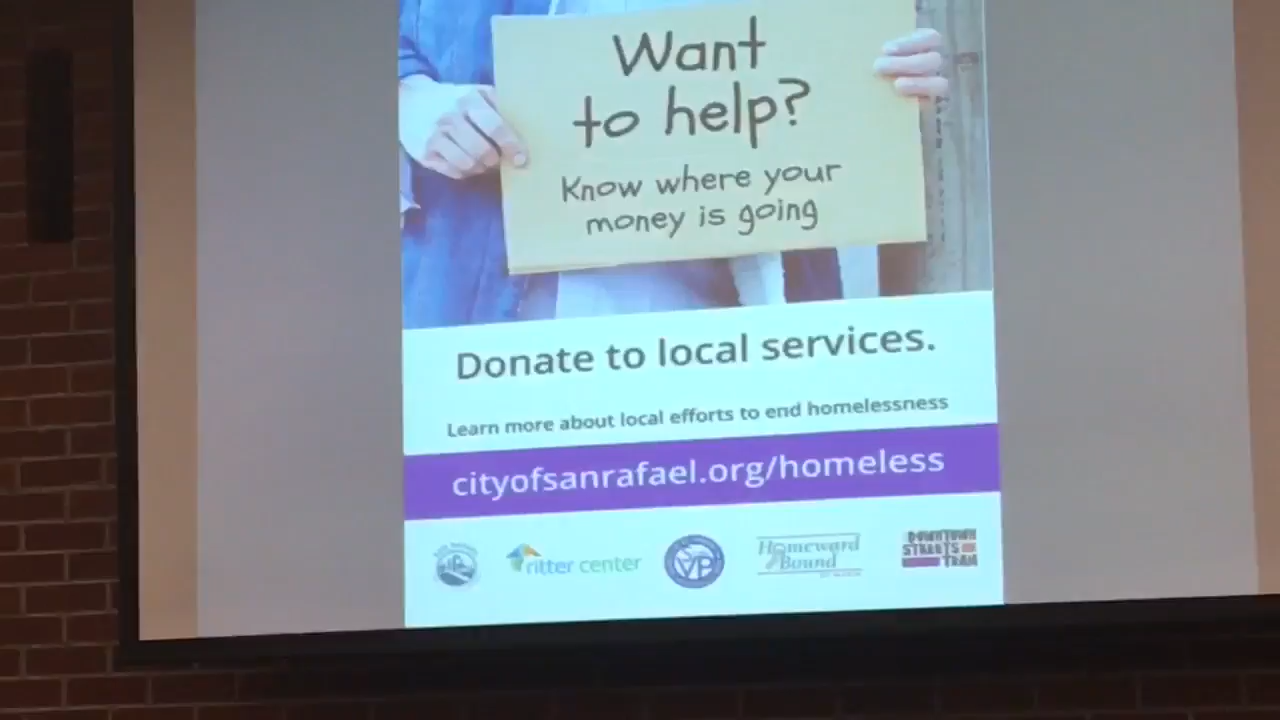 Want
to help?
Know where your
money is going
Donate to local services.
Learn more about local efforts to end homelessness
cityofsanrafael.org/homeless
ritter center
SVP
Homeward
Bound
DOWNTOWN
STREETS
TEAM